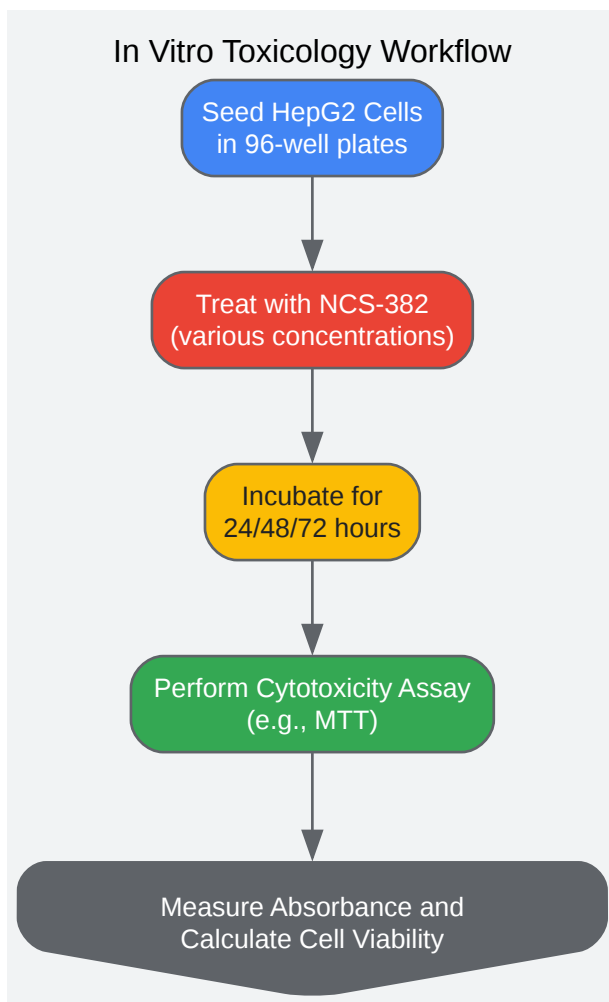 In Vitro Toxicology Workflow
Seed HepG2 Cells
in 96-well plates
Treat with NCS-382
(various concentrations)
Incubate for
24/48/72 hours
Perform Cytotoxicity Assay
(e.g., MTT)
Measure Absorbance and
Calculate Cell Viability